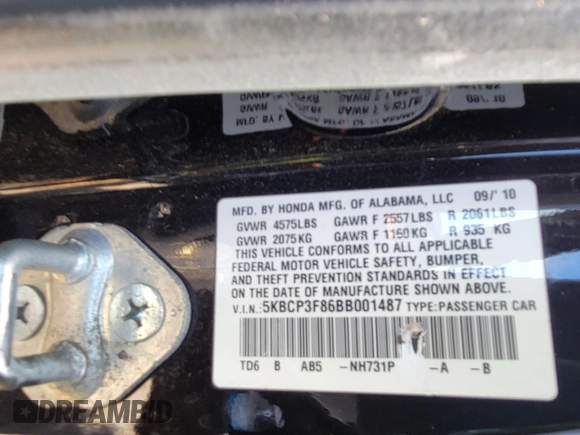 MFD. BY HONDA MFG. OF ALABAMA, LLC 09/'10
GVWR 4575LBS GAWR F 2557LBS R 2061LBS
GVWR 2075KG GAWR F 1160KG R 935 KG
THIS VEHICLE CONFORMS TO ALL APPLICABLE
FEDERAL MOTOR VEHICLE SAFETY, BUMPER,
AND THEFT PREVENTION STANDARDS IN EFFECT
ON THE DATE OF MANUFACTURE SHOWN ABOVE.
V.I.N.:5KBCP3F86BB001487 TYPE:PASSENGER CAR
TD6 B AB5 -NH731P -A -B
DREAMBID